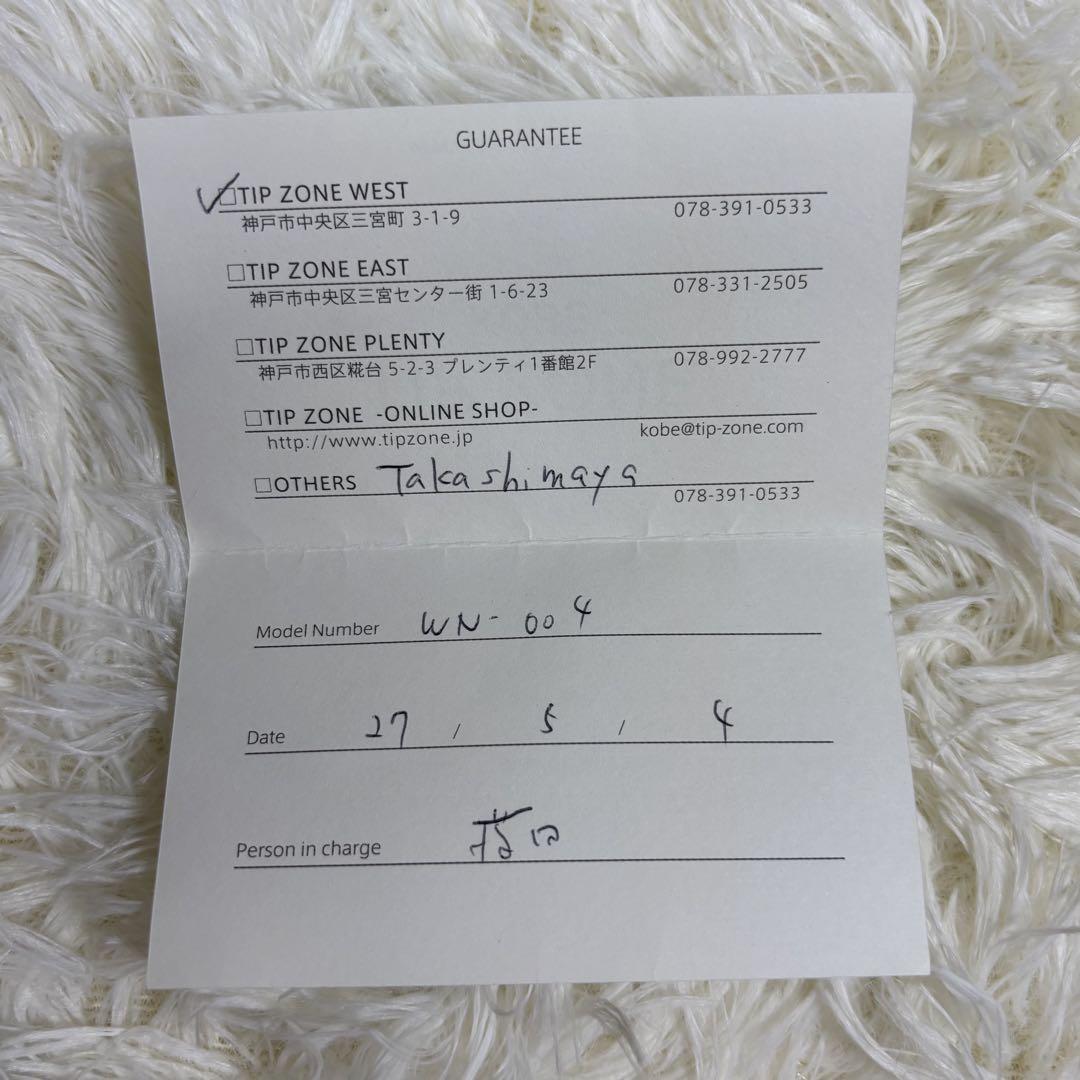 GUARANTEE
✓□TIP ZONE WEST
神戸市中央区三宮町 3-1-9 078-391-0533
□TIP ZONE EAST
神戸市中央区三宮センター街 1-6-23 078-331-2505
□TIP ZONE PLENTY
神戸市西区糀台 5-2-3 プレンティ1番館2F 078-992-2777
□TIP ZONE -ONLINE SHOP-
http://www.tipzone.jp kobe@tip-zone.com
□OTHERS Takashimaya
078-391-0533
Model Number WN-004
Date 27 / 5 / 4
Person in charge